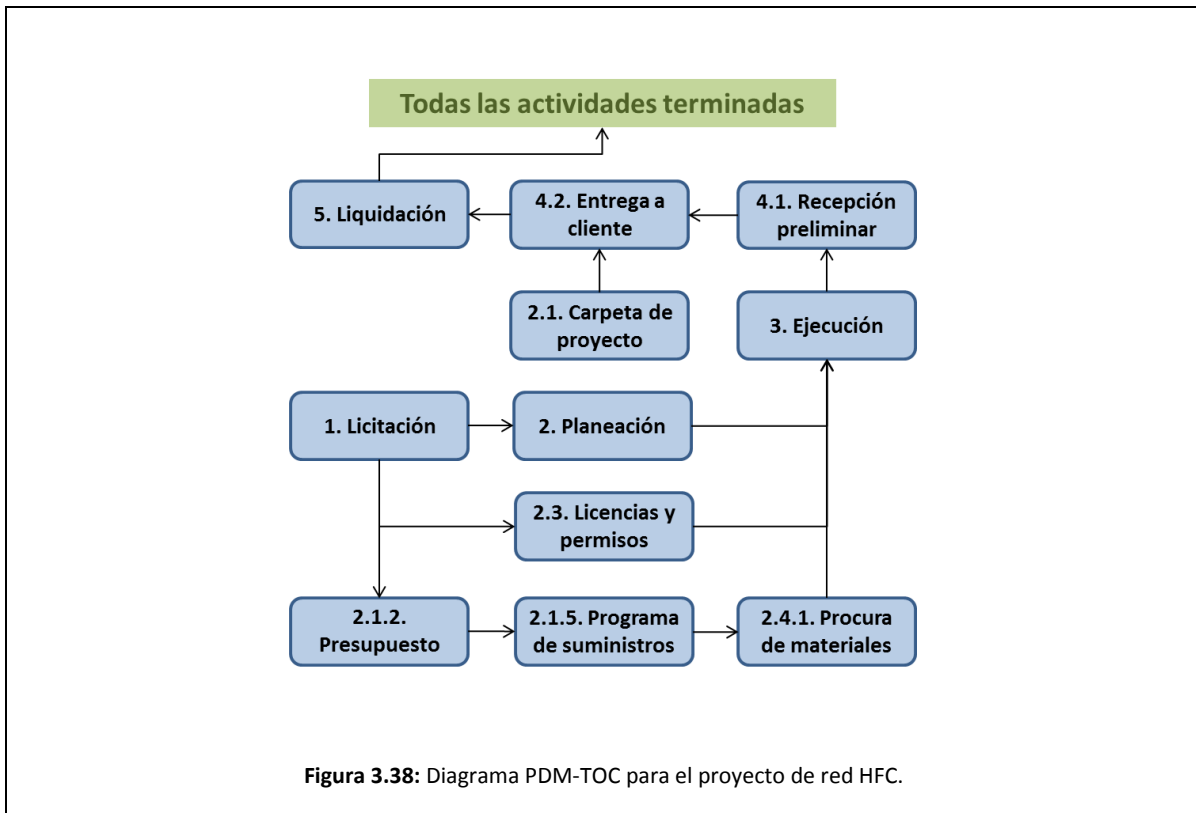 Todas las actividades terminadas
5. Liquidación
4.2. Entrega a
cliente
4.1. Recepción
preliminar
2.1. Carpeta de
proyecto
3. Ejecución
1. Licitación
2. Planeación
2.3. Licencias y
permisos
2.1.2.
Presupuesto
2.1.5. Programa
de suministros
2.4.1. Procura
de materiales
Figura 3.38: Diagrama PDM-TOC para el proyecto de red HFC.